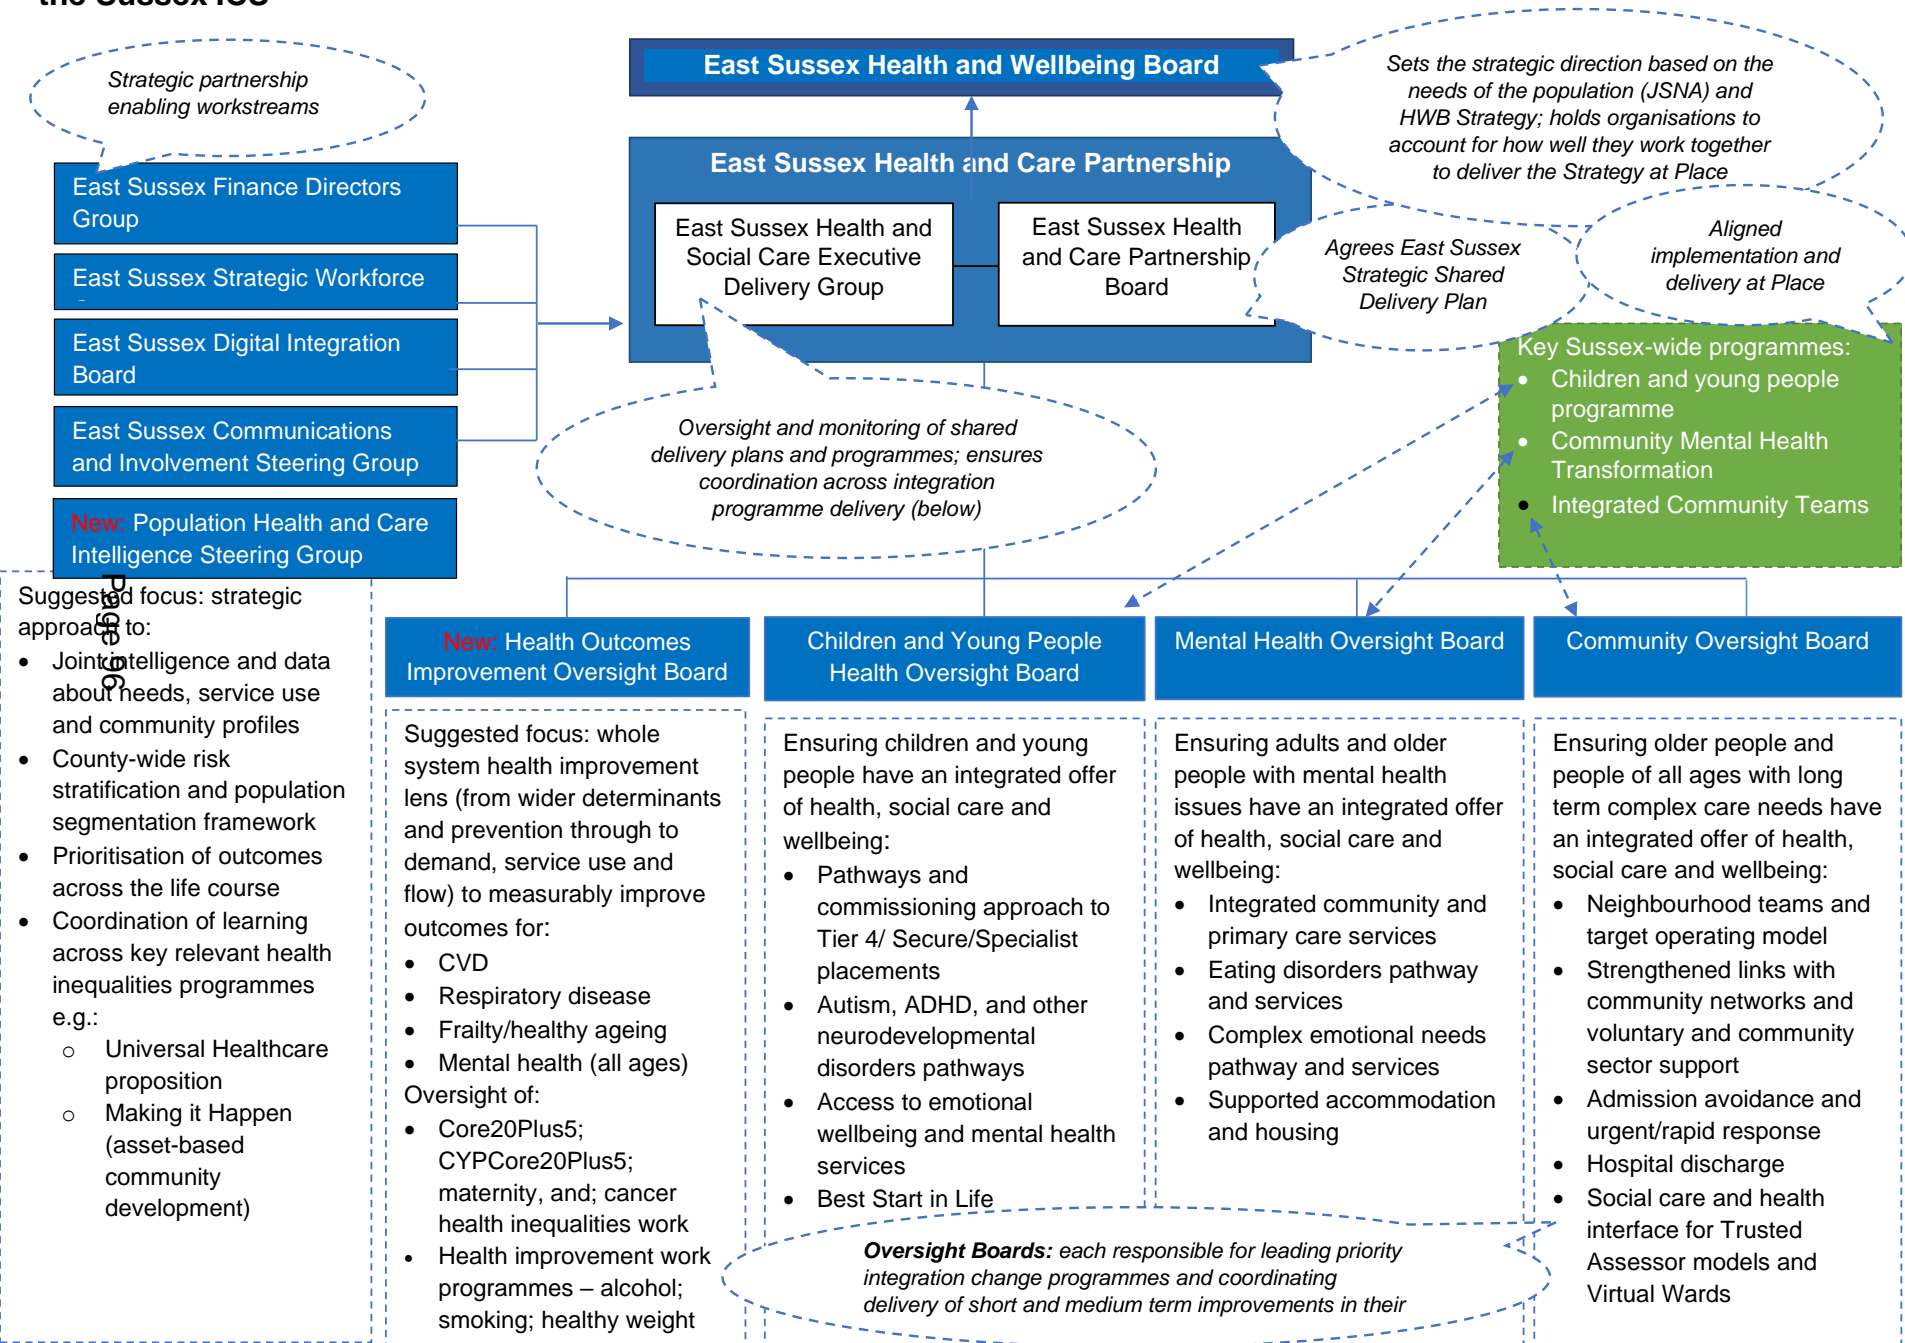 the Sussex ICS
Strategic partnership
enabling workstreams
East Sussex Health and Wellbeing Board
Sets the strategic direction based on the
needs of the population (JSNA) and
HWB Strategy; holds organisations to
account for how well they work together
to deliver the Strategy at Place
East Sussex Health and Care Partnership
East Sussex Health and
Social Care Executive
Delivery Group
East Sussex Health
and Care Partnership
Board
Agrees East Sussex
Strategic Shared
Delivery Plan
Aligned
implementation and
delivery at Place
East Sussex Finance Directors
Group
East Sussex Strategic Workforce
East Sussex Digital Integration
Board
East Sussex Communications
and Involvement Steering Group
New: Population Health and Care
Intelligence Steering Group
Oversight and monitoring of shared
delivery plans and programmes; ensures
coordination across integration
programme delivery (below)
Key Sussex-wide programmes:
• Children and young people
programme
• Community Mental Health
Transformation
• Integrated Community Teams
Page 96
Suggested focus: strategic
approach to:
• Joint intelligence and data
about needs, service use
and community profiles
• County-wide risk
stratification and population
segmentation framework
• Prioritisation of outcomes
across the life course
• Coordination of learning
across key relevant health
inequalities programmes
e.g.:
o Universal Healthcare
proposition
o Making it Happen
(asset-based
community
development)
New: Health Outcomes
Improvement Oversight Board
Suggested focus: whole
system health improvement
lens (from wider determinants
and prevention through to
demand, service use and
flow) to measurably improve
outcomes for:
• CVD
• Respiratory disease
• Frailty/healthy ageing
• Mental health (all ages)
Oversight of:
• Core20Plus5;
CYPCore20Plus5;
maternity, and; cancer
health inequalities work
• Health improvement work
programmes – alcohol;
smoking; healthy weight
Children and Young People
Health Oversight Board
Ensuring children and young
people have an integrated offer
of health, social care and
wellbeing:
• Pathways and
commissioning approach to
Tier 4/ Secure/Specialist
placements
• Autism, ADHD, and other
neurodevelopmental
disorders pathways
• Access to emotional
wellbeing and mental health
services
• Best Start in Life
Mental Health Oversight Board
Ensuring adults and older
people with mental health
issues have an integrated offer
of health, social care and
wellbeing:
• Integrated community and
primary care services
• Eating disorders pathway
and services
• Complex emotional needs
pathway and services
• Supported accommodation
and housing
Community Oversight Board
Ensuring older people and
people of all ages with long
term complex care needs have
an integrated offer of health,
social care and wellbeing:
• Neighbourhood teams and
target operating model
• Strengthened links with
community networks and
voluntary and community
sector support
• Admission avoidance and
urgent/rapid response
• Hospital discharge
• Social care and health
interface for Trusted
Assessor models and
Virtual Wards
Oversight Boards: each responsible for leading priority
integration change programmes and coordinating
delivery of short and medium term improvements in their